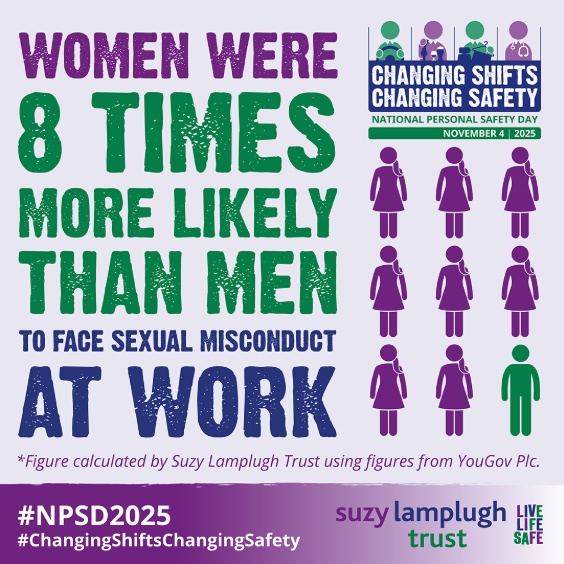 WOMEN WERE
8 TIMES
MORE LIKELY
THAN MEN
TO FACE SEXUAL MISCONDUCT
AT WORK
CHANGING SHIFTS
CHANGING SAFETY
NATIONAL PERSONAL SAFETY DAY
NOVEMBER 4 | 2025
*Figure calculated by Suzy Lamplugh Trust using figures from YouGov Plc.
#NPSD2025
#ChangingShiftsChangingSafety
suzy lamplugh
trust
LIVE
LIFE
SAFE